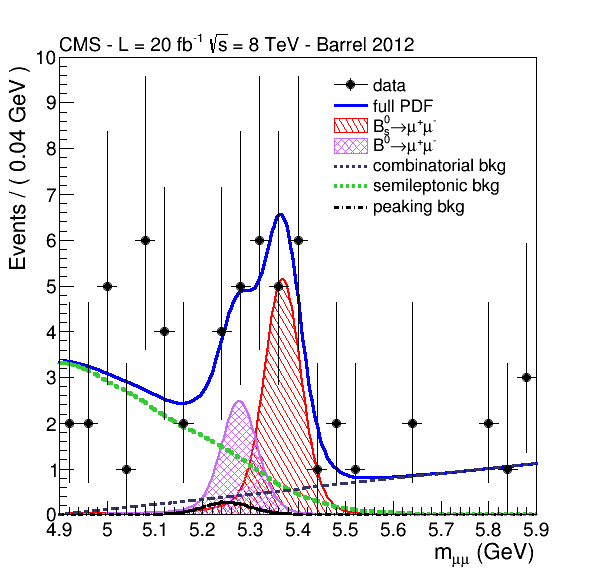 CMS - L = 20 fb⁻¹ √s = 8 TeV - Barrel 2012
Events / ( 0.04 GeV )
10
9
8
7
6
5
4
3
2
1
0
data
full PDF
B⁰ₛ→μ⁺μ⁻
B⁰→μ⁺μ⁻
combinatorial bkg
semileptonic bkg
peaking bkg
4.9 5 5.1 5.2 5.3 5.4 5.5 5.6 5.7 5.8 5.9
m_μμ (GeV)